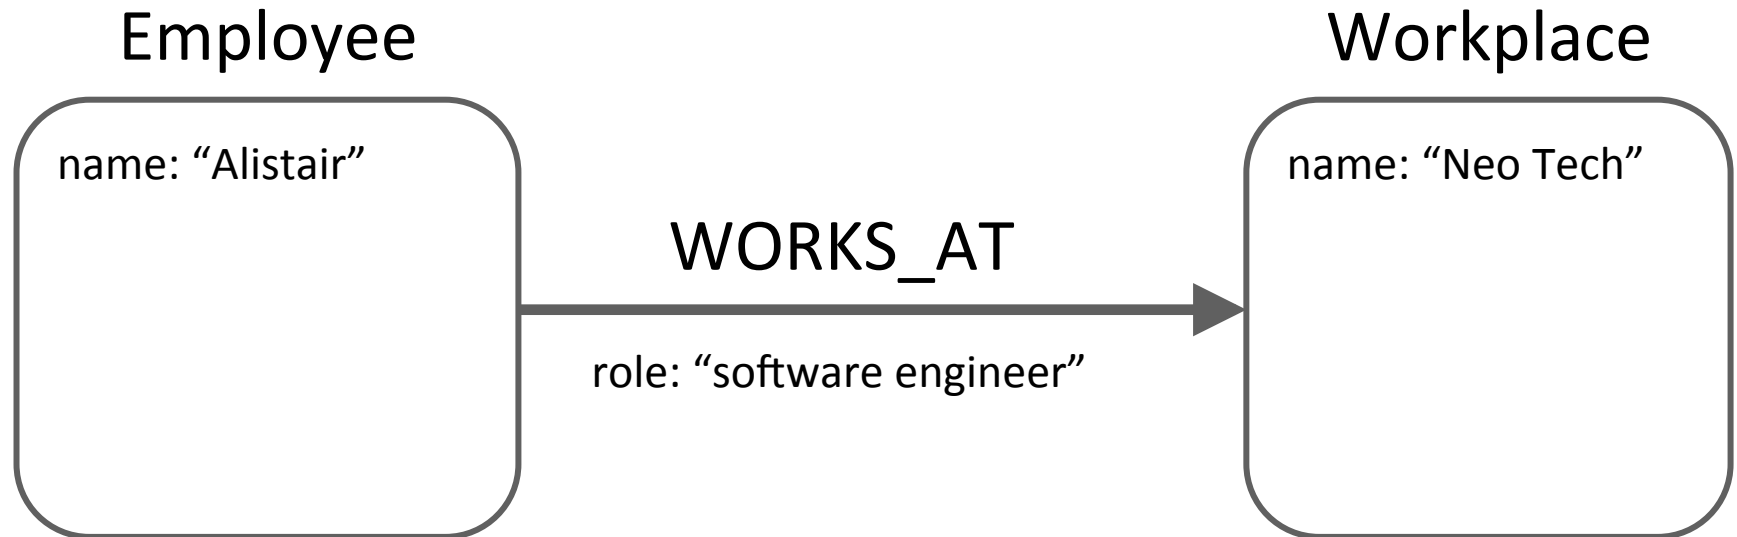 Employee
Workplace
name: “Alistair”
name: “Neo Tech”
WORKS_AT
role: “software engineer”